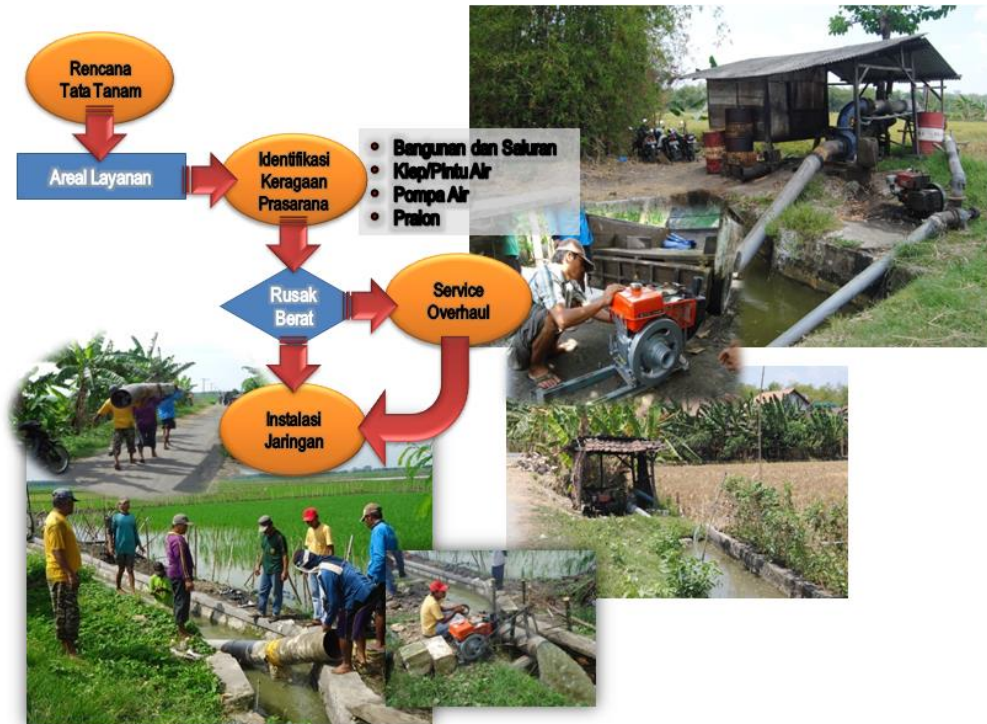 Rencana
Tata Tanam
Areal Layanan
Identifikasi
Keragaan
Prasarana
Bangunan dan Saluran
Klep/Pintu Air
Pompa Air
Pralon
Rusak
Berat
Service
Overhaul
Instalasi
Jaringan